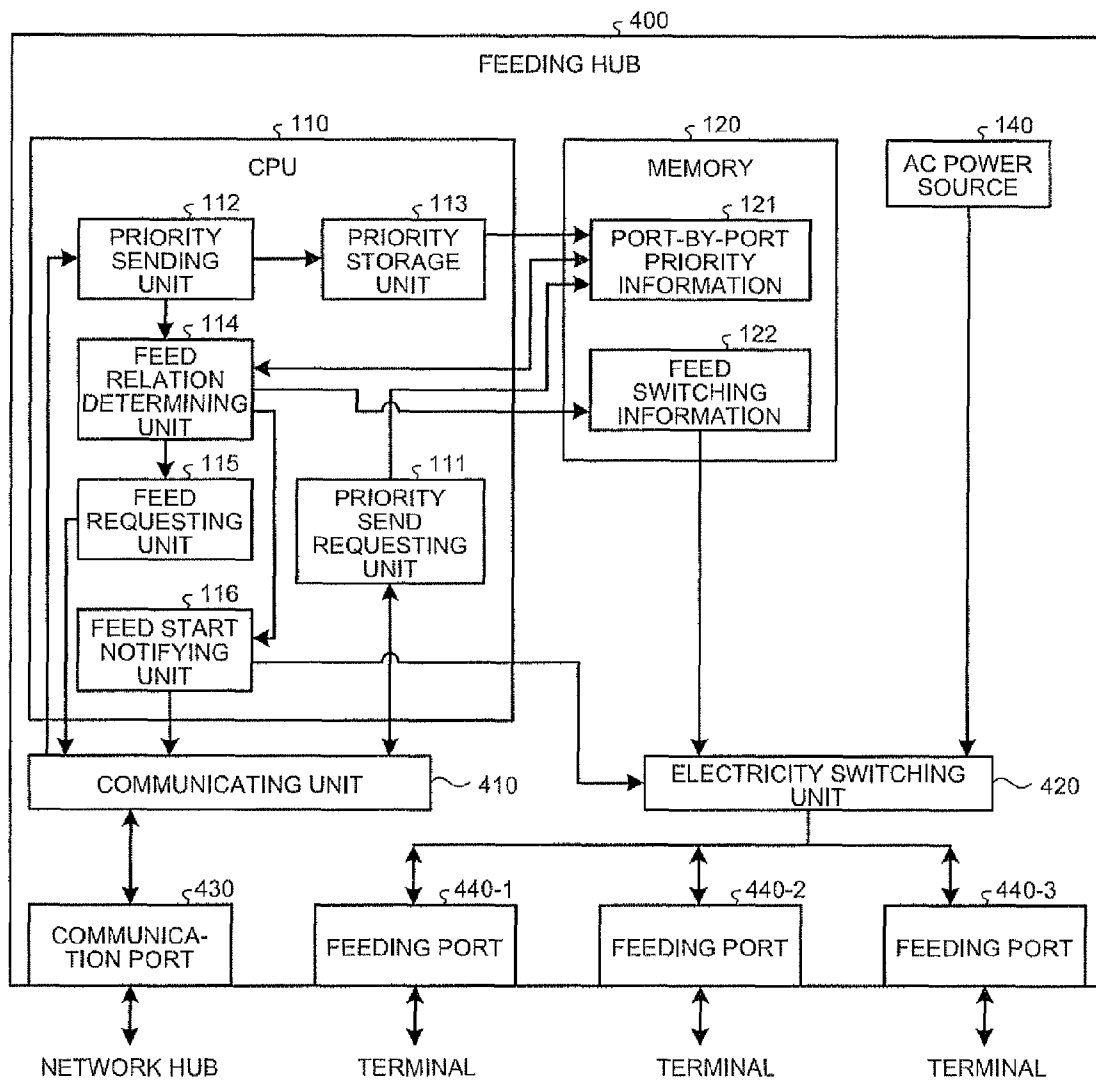 400
FEEDING HUB
110
CPU
120
MEMORY
140
AC POWER
SOURCE
112
PRIORITY
SENDING
UNIT
113
PRIORITY
STORAGE
UNIT
121
PORT-BY-PORT
PRIORITY
INFORMATION
114
FEED
RELATION
DETERMINING
UNIT
122
FEED
SWITCHING
INFORMATION
115
FEED
REQUESTING
UNIT
111
PRIORITY
SEND
REQUESTING
UNIT
116
FEED START
NOTIFYING
UNIT
COMMUNICATING UNIT
410
ELECTRICITY SWITCHING
UNIT
420
430
COMMUNICA-
TION PORT
440-1
FEEDING PORT
440-2
FEEDING PORT
440-3
FEEDING PORT
NETWORK HUB
TERMINAL
TERMINAL
TERMINAL